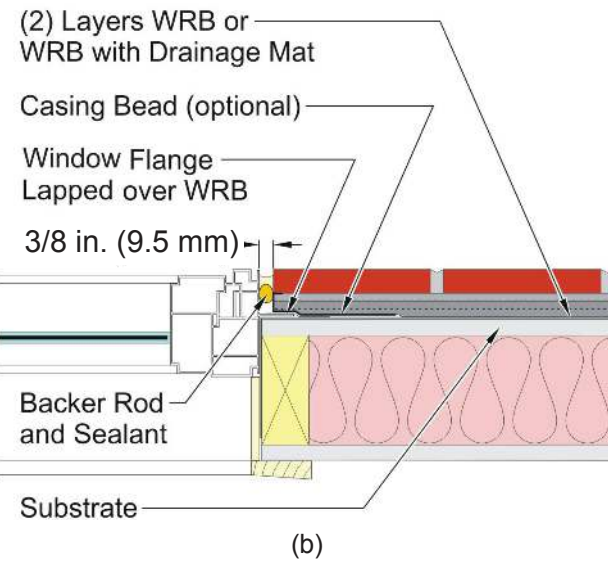 (2) Layers WRB or
WRB with Drainage Mat
Casing Bead (optional)
Window Flange
Lapped over WRB
3/8 in. (9.5 mm)
Backer Rod
and Sealant
Substrate
(b)